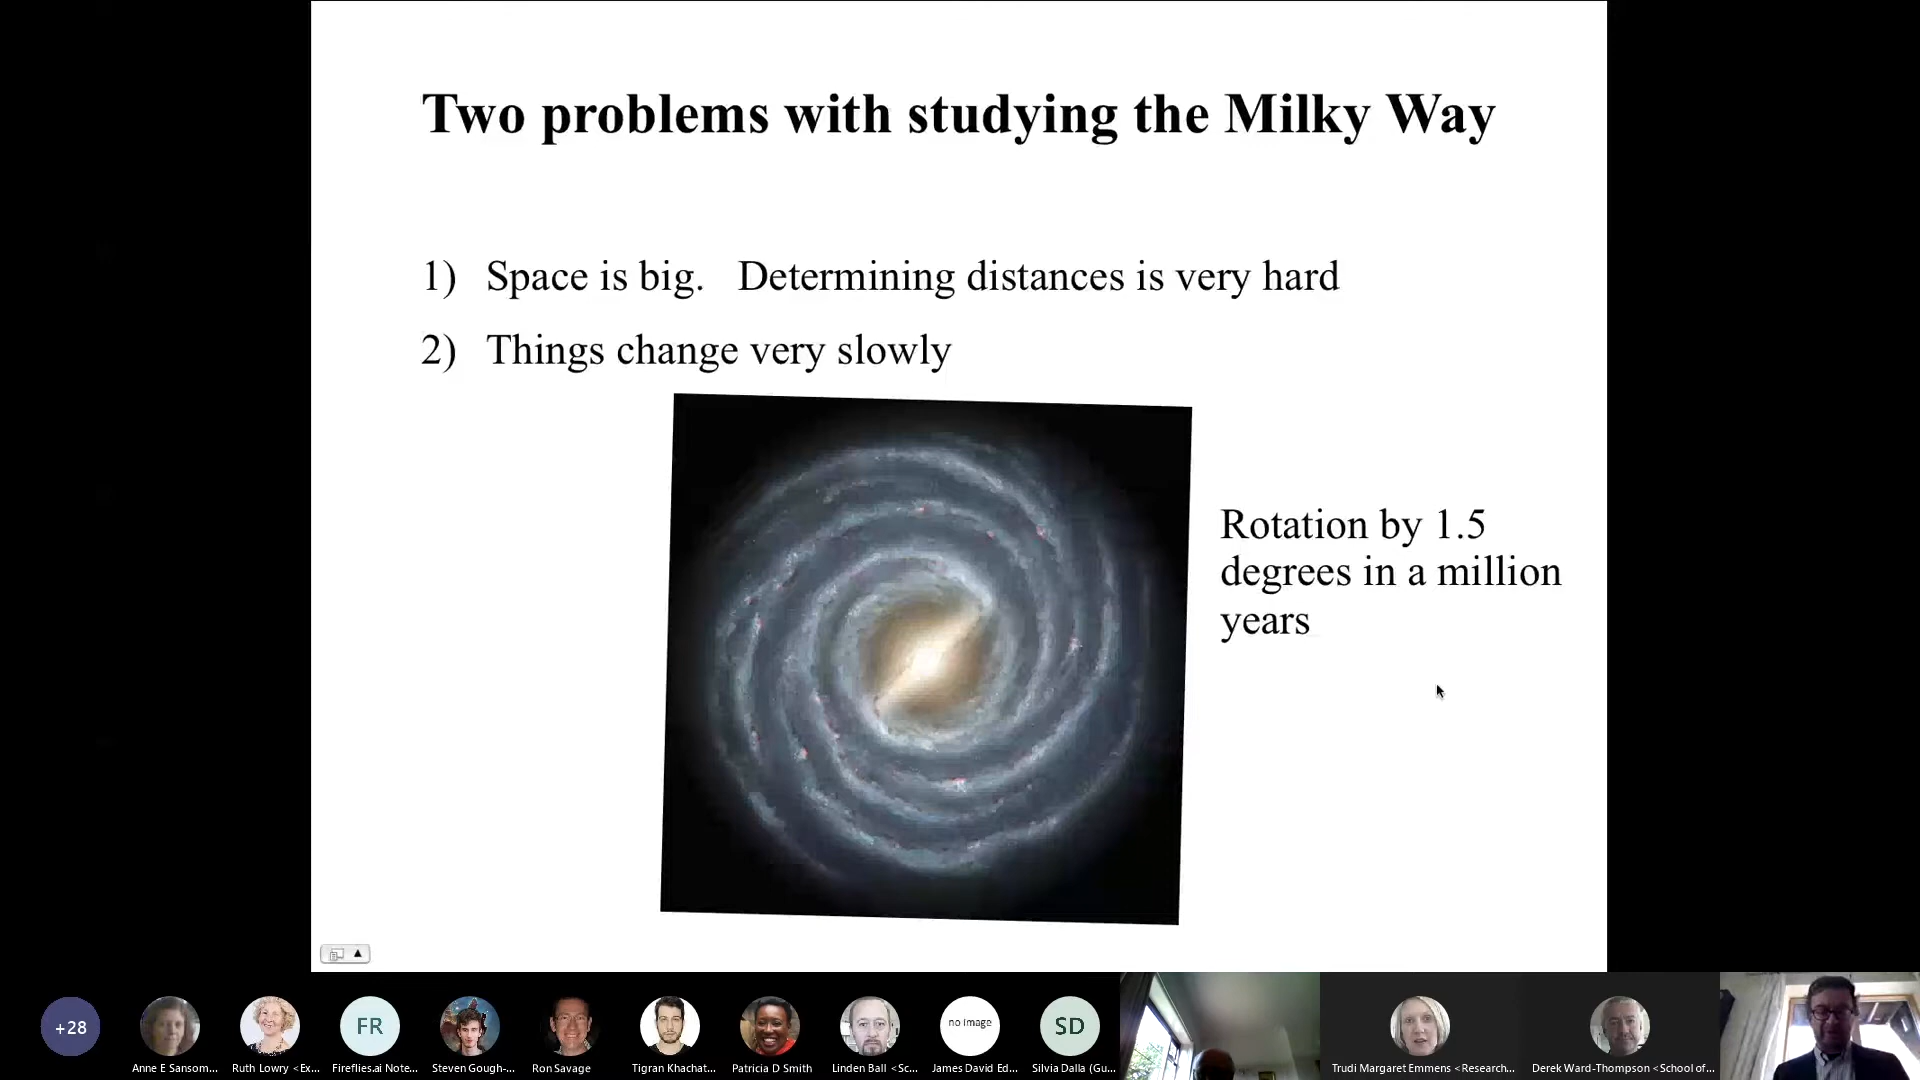 Two problems with studying the Milky Way
1) Space is big. Determining distances is very hard
2) Things change very slowly
Rotation by 1.5
degrees in a million
years
+28
FR
no image
SD
Anne E Sansom...
Ruth Lowry <Ex...
Fireflies.ai Note...
Steven Gough-...
Ron Savage
Tigran Khachat...
Patricia D Smith
Linden Ball <Sc...
James David Ed...
Silvia Dalla (Gu...
Trudi Margaret Emmens <Research...
Derek Ward-Thompson <School of...